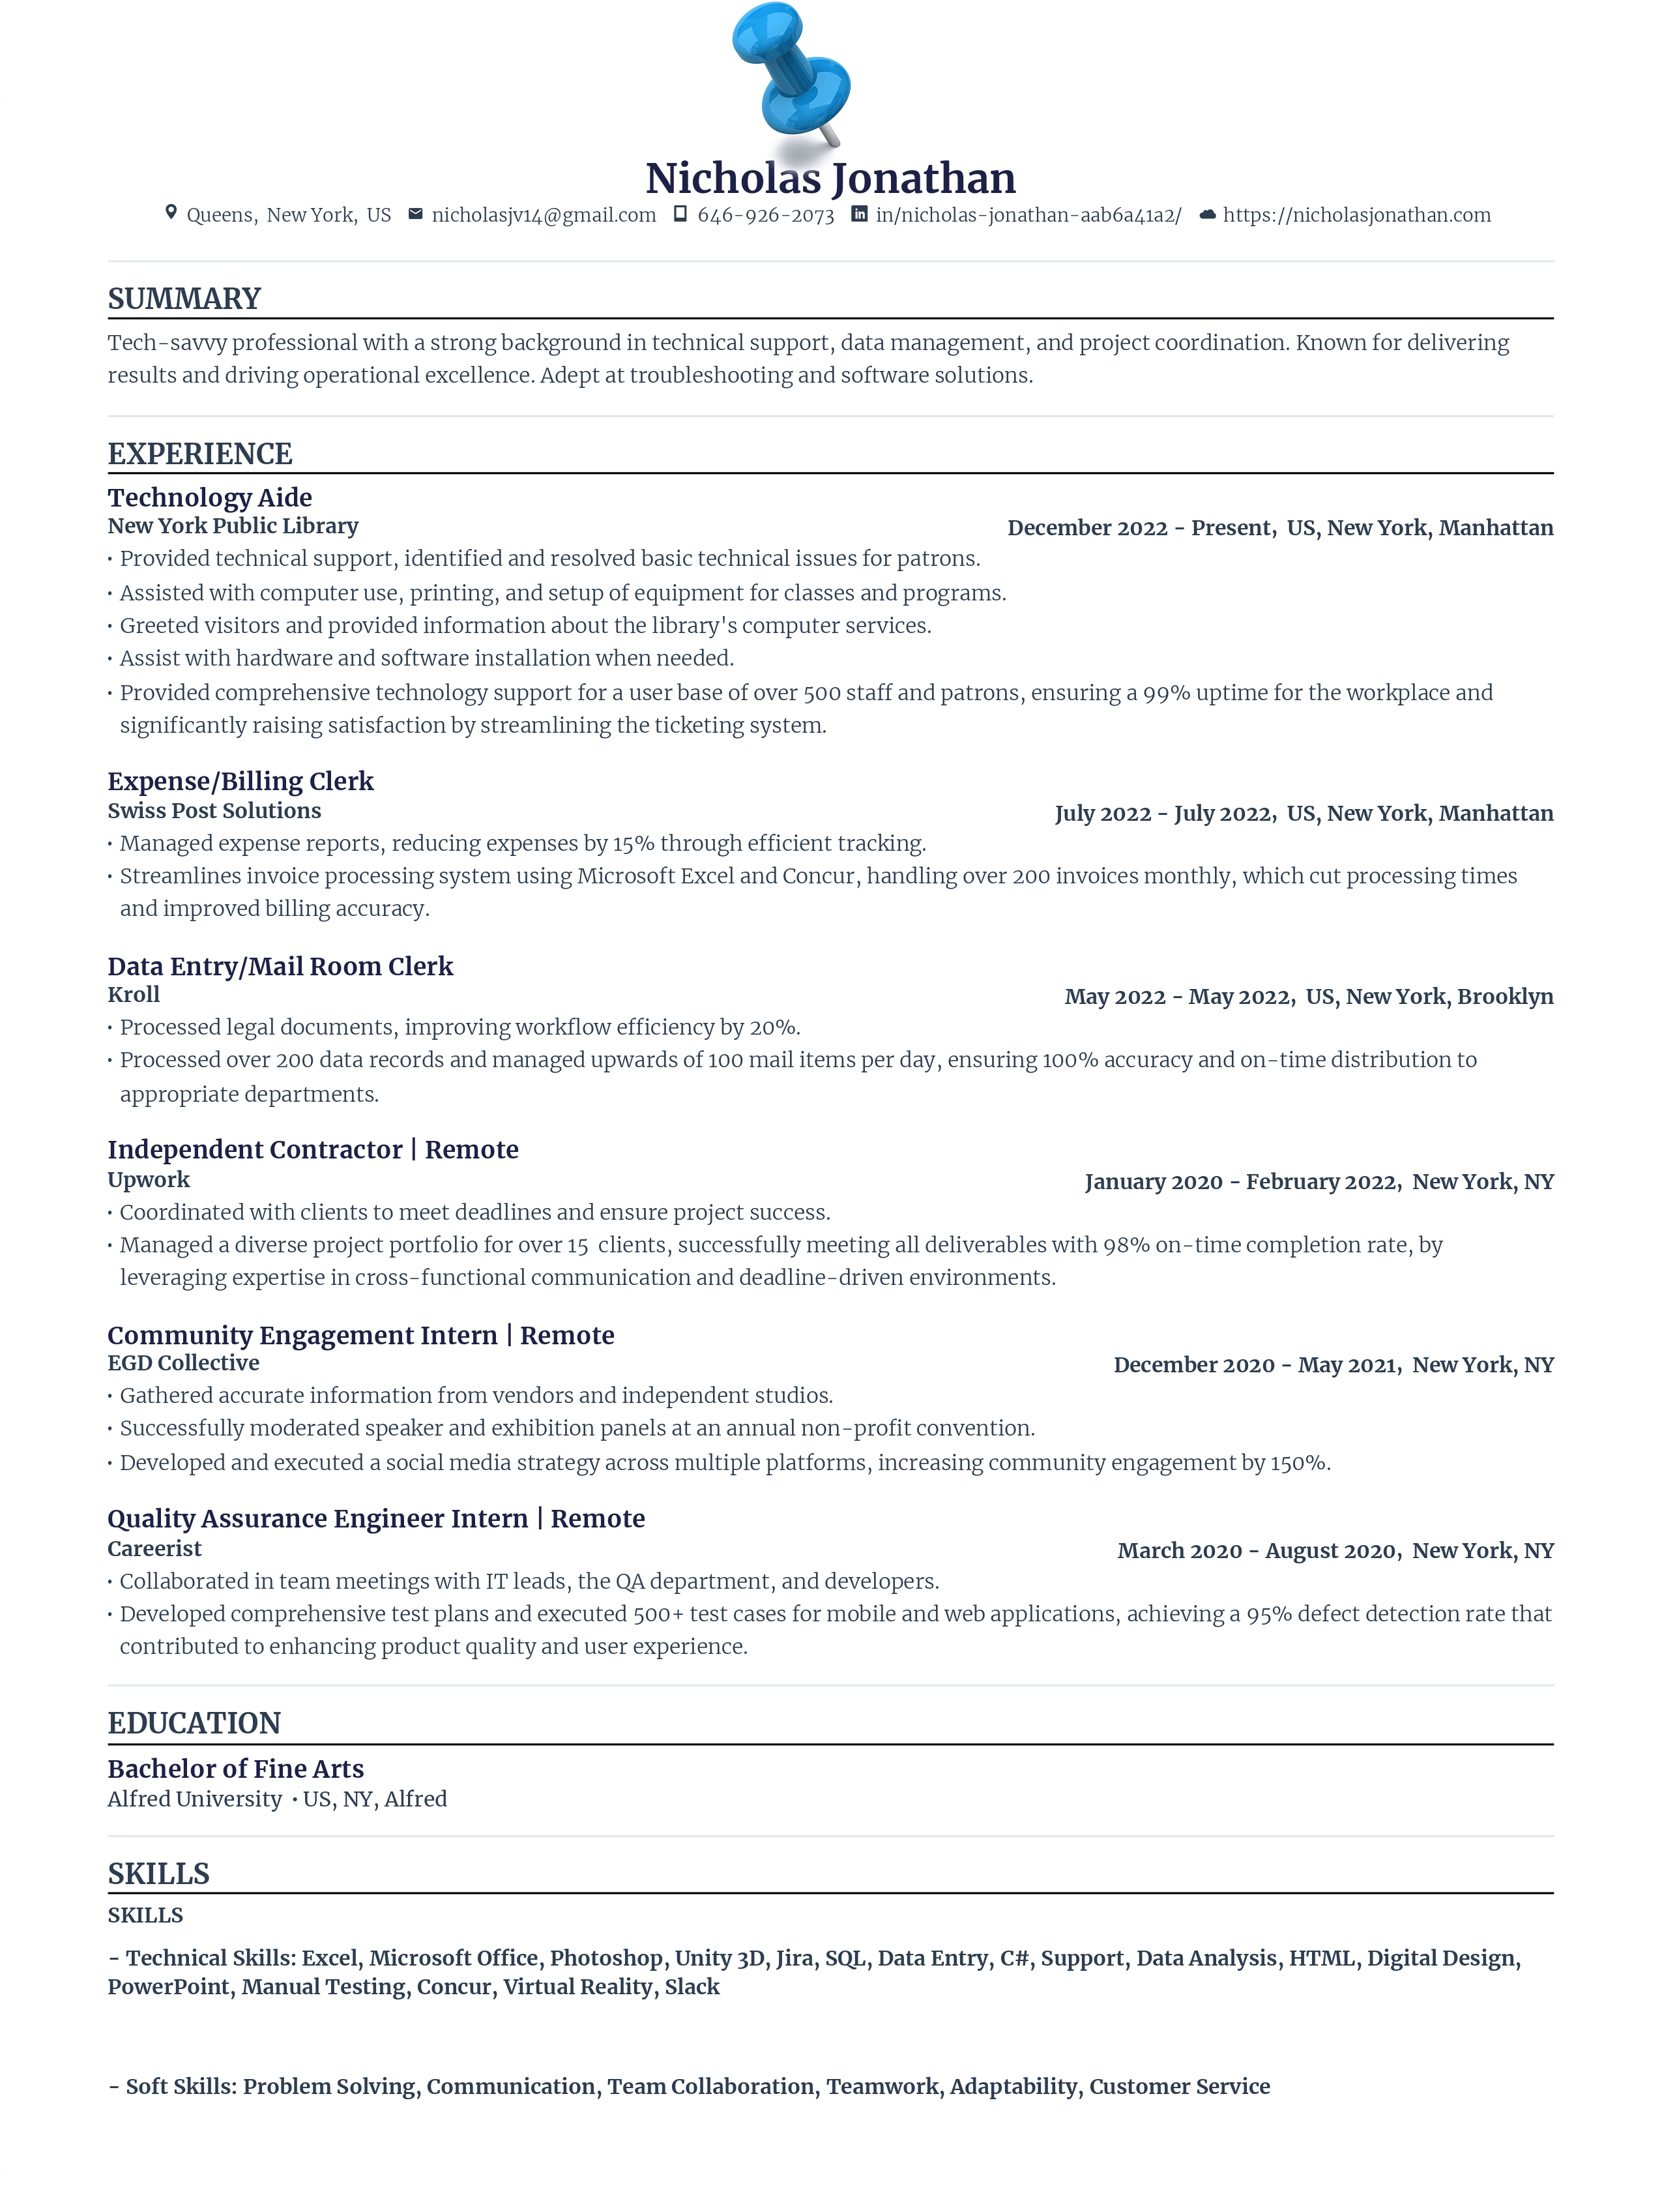 Nicholas Jonathan
Queens, New York, US nicholasjv14@gmail.com 646-926-2073 in/nicholas-jonathan-aab6a41a2/ https://nicholasjonathan.com
SUMMARY
Tech-savvy professional with a strong background in technical support, data management, and project coordination. Known for delivering
results and driving operational excellence. Adept at troubleshooting and software solutions.
EXPERIENCE
Technology Aide
New York Public Library December 2022 - Present, US, New York, Manhattan
• Provided technical support, identified and resolved basic technical issues for patrons.
• Assisted with computer use, printing, and setup of equipment for classes and programs.
• Greeted visitors and provided information about the library's computer services.
• Assist with hardware and software installation when needed.
• Provided comprehensive technology support for a user base of over 500 staff and patrons, ensuring a 99% uptime for the workplace and
significantly raising satisfaction by streamlining the ticketing system.
Expense/Billing Clerk
Swiss Post Solutions July 2022 - July 2022, US, New York, Manhattan
• Managed expense reports, reducing expenses by 15% through efficient tracking.
• Streamlines invoice processing system using Microsoft Excel and Concur, handling over 200 invoices monthly, which cut processing times
and improved billing accuracy.
Data Entry/Mail Room Clerk
Kroll May 2022 - May 2022, US, New York, Brooklyn
• Processed legal documents, improving workflow efficiency by 20%.
• Processed over 200 data records and managed upwards of 100 mail items per day, ensuring 100% accuracy and on-time distribution to
appropriate departments.
Independent Contractor | Remote
Upwork January 2020 - February 2022, New York, NY
• Coordinated with clients to meet deadlines and ensure project success.
• Managed a diverse project portfolio for over 15 clients, successfully meeting all deliverables with 98% on-time completion rate, by
leveraging expertise in cross-functional communication and deadline-driven environments.
Community Engagement Intern | Remote
EGD Collective December 2020 - May 2021, New York, NY
• Gathered accurate information from vendors and independent studios.
• Successfully moderated speaker and exhibition panels at an annual non-profit convention.
• Developed and executed a social media strategy across multiple platforms, increasing community engagement by 150%.
Quality Assurance Engineer Intern | Remote
Careerist March 2020 - August 2020, New York, NY
• Collaborated in team meetings with IT leads, the QA department, and developers.
• Developed comprehensive test plans and executed 500+ test cases for mobile and web applications, achieving a 95% defect detection rate that
contributed to enhancing product quality and user experience.
EDUCATION
Bachelor of Fine Arts
Alfred University • US, NY, Alfred
SKILLS
SKILLS
- Technical Skills: Excel, Microsoft Office, Photoshop, Unity 3D, Jira, SQL, Data Entry, C#, Support, Data Analysis, HTML, Digital Design,
PowerPoint, Manual Testing, Concur, Virtual Reality, Slack
- Soft Skills: Problem Solving, Communication, Team Collaboration, Teamwork, Adaptability, Customer Service